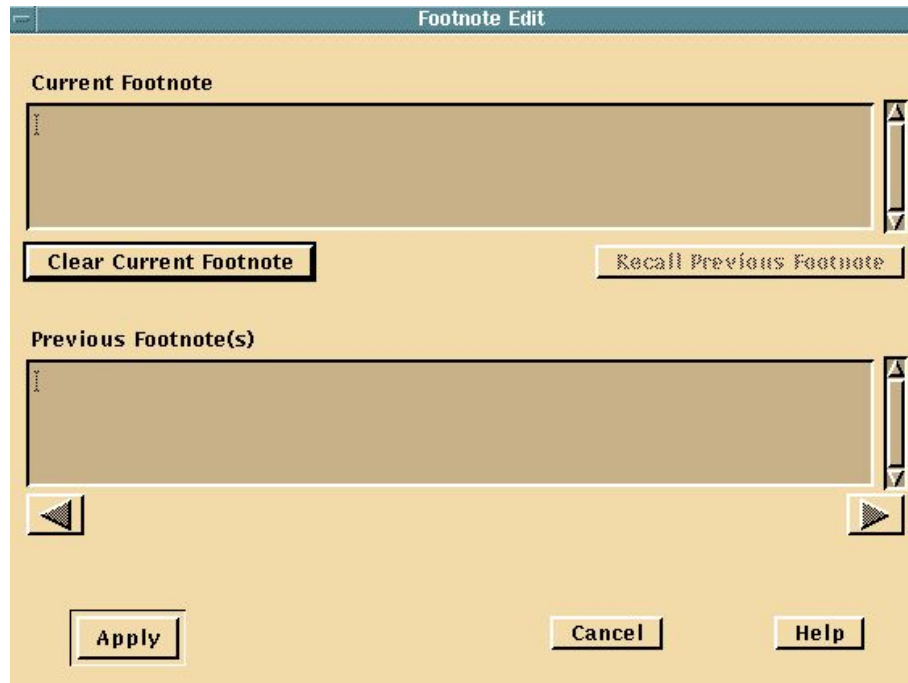 Footnote Edit
Current Footnote
Clear Current Footnote
Recall Previous Footnote
Previous Footnote(s)
Apply
Cancel
Help